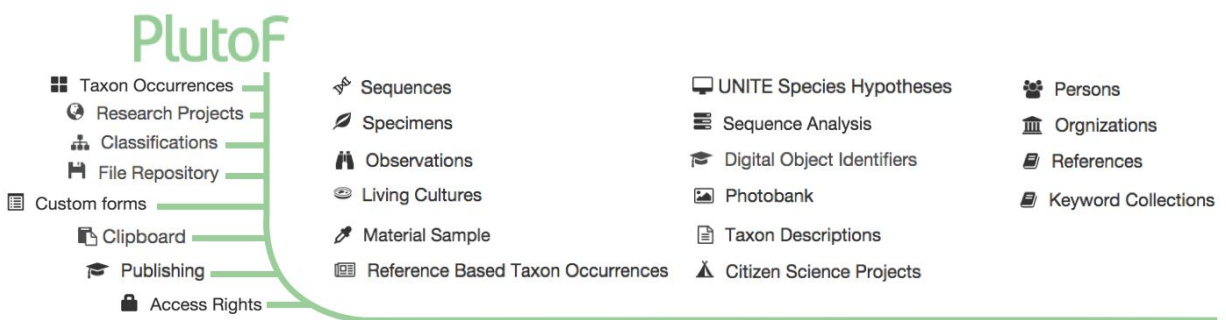 PlutoF
Taxon Occurrences
Research Projects
Classifications
File Repository
Custom forms
Clipboard
Publishing
Access Rights
Sequences
Specimens
Observations
Living Cultures
Material Sample
Reference Based Taxon Occurrences
UNITE Species Hypotheses
Sequence Analysis
Digital Object Identifiers
Photobank
Taxon Descriptions
Citizen Science Projects
Persons
Orgnizations
References
Keyword Collections